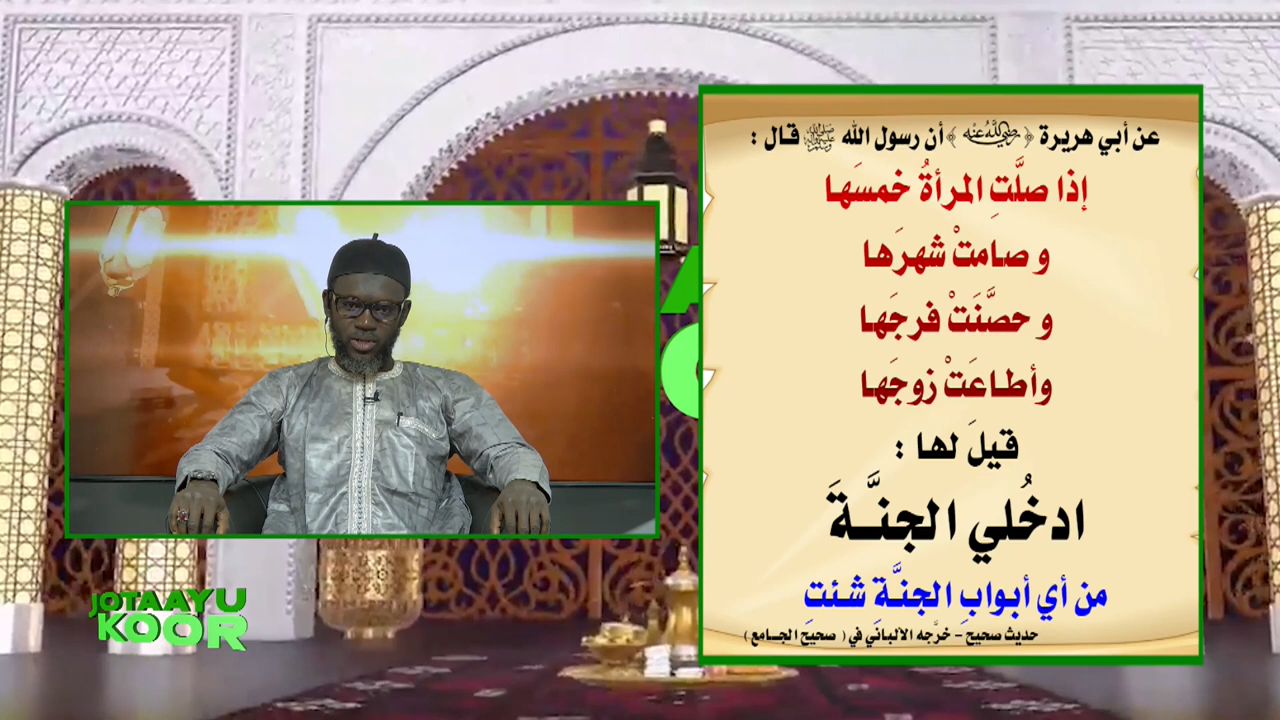 عن أبي هريرة ﴿رضي الله عنه﴾ أن رسول الله ﷺ قال :
إذا صلَّتِ المرأةُ خمسَها
و صامتْ شهرَها
و حصَّنَتْ فرجَها
وأطاعَتْ زوجَها
قيلَ لها :
ادخُلي الجنَّةَ
من أي أبوابِ الجنَّةِ شئتِ
حديث صحيح - خرَّجه الألباني في ( صحيح الجامع )
JOTAAYU
KOOR